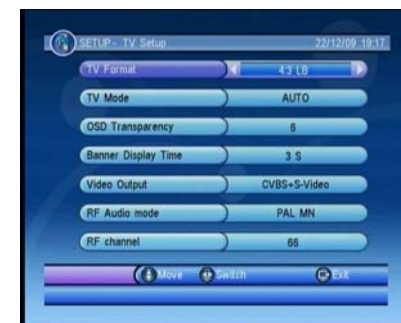 SETUP- TV Setup 22/12/09 19:17
TV Format 4:3 LB
TV Mode AUTO
OSD Transparency 6
Banner Display Time 3 S
Video Output CVBS+S-Video
RF Audio mode PAL MN
RF channel 66
Move Switch Exit